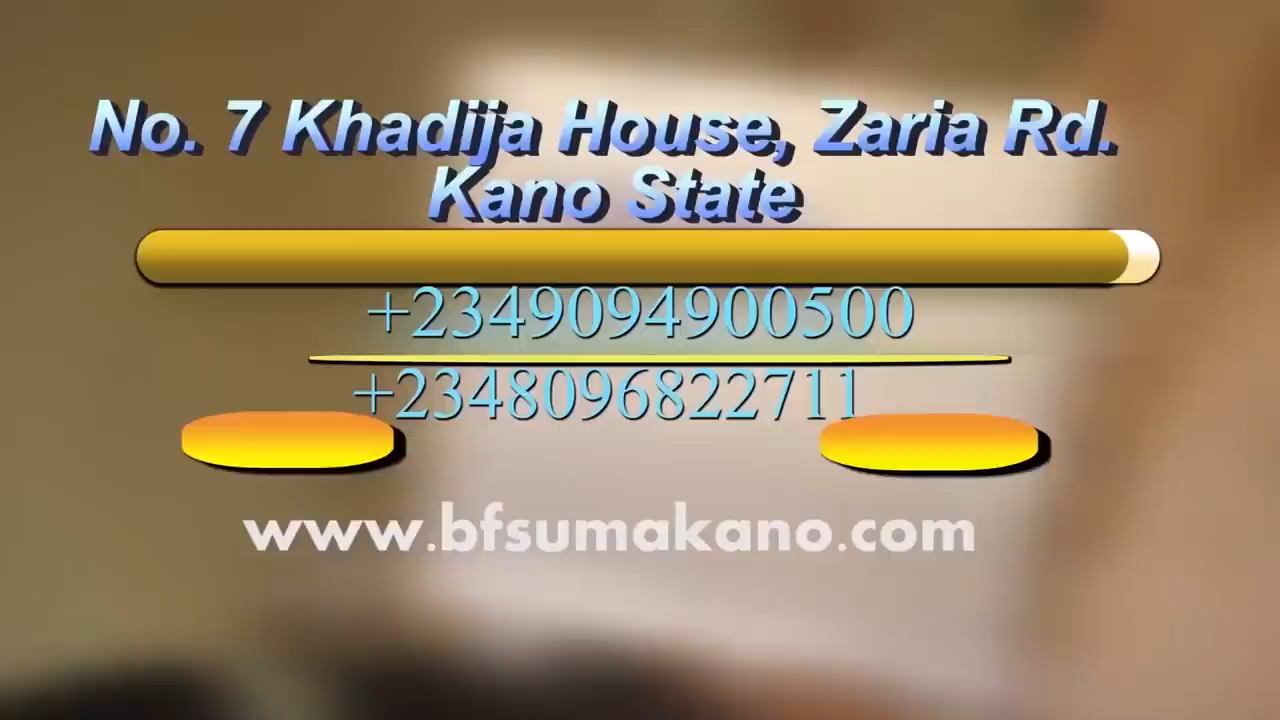 No. 7 Khadija House, Zaria Rd.
Kano State
+2349094900500
+2348096822711
www.bfsumakano.com